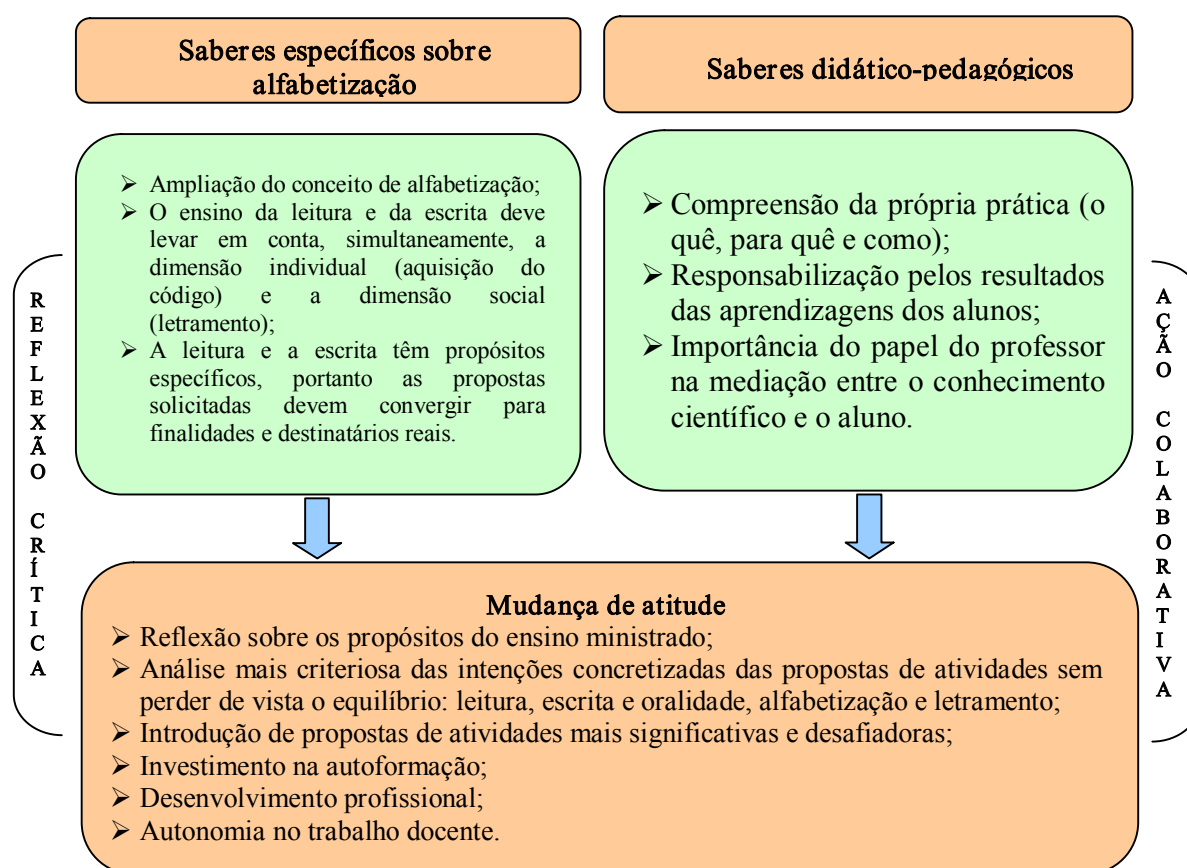 Saberes específicos sobre
alfabetização
Saberes didático-pedagógicos
➢ Ampliação do conceito de alfabetização;
➢ O ensino da leitura e da escrita deve
levar em conta, simultaneamente, a
dimensão individual (aquisição do
código) e a dimensão social
(letramento);
➢ A leitura e a escrita têm propósitos
específicos, portanto as propostas
solicitadas devem convergir para
finalidades e destinatários reais.
➢ Compreensão da própria prática (o
quê, para quê e como);
➢ Responsabilização pelos resultados
das aprendizagens dos alunos;
➢ Importância do papel do professor
na mediação entre o conhecimento
científico e o aluno.
REFLEXÃO CRÍTICA
AÇÃO COLABORATIVA
Mudança de atitude
➢ Reflexão sobre os propósitos do ensino ministrado;
➢ Análise mais criteriosa das intenções concretizadas das propostas de atividades sem
perder de vista o equilíbrio: leitura, escrita e oralidade, alfabetização e letramento;
➢ Introdução de propostas de atividades mais significativas e desafiadoras;
➢ Investimento na autoformação;
➢ Desenvolvimento profissional;
➢ Autonomia no trabalho docente.